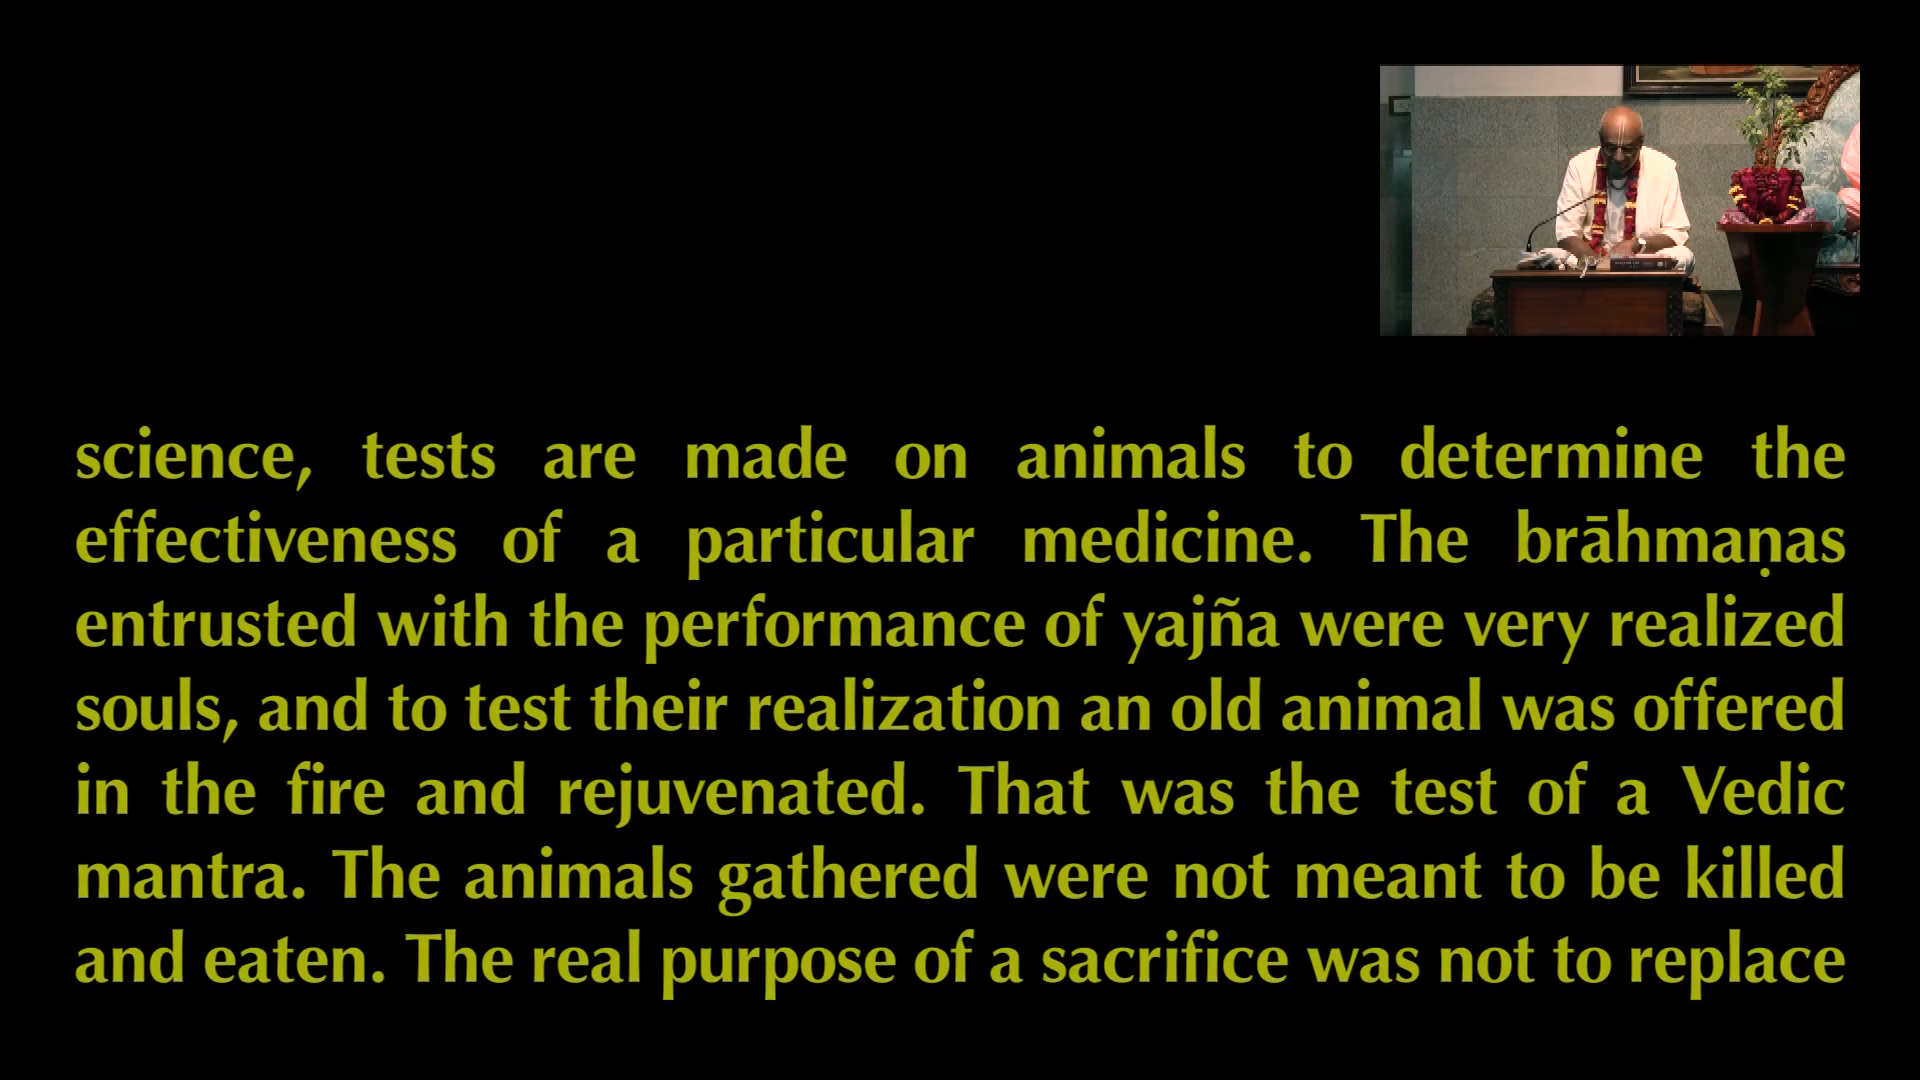 science, tests are made on animals to determine the
effectiveness of a particular medicine. The brāhmaṇas
entrusted with the performance of yajña were very realized
souls, and to test their realization an old animal was offered
in the fire and rejuvenated. That was the test of a Vedic
mantra. The animals gathered were not meant to be killed
and eaten. The real purpose of a sacrifice was not to replace